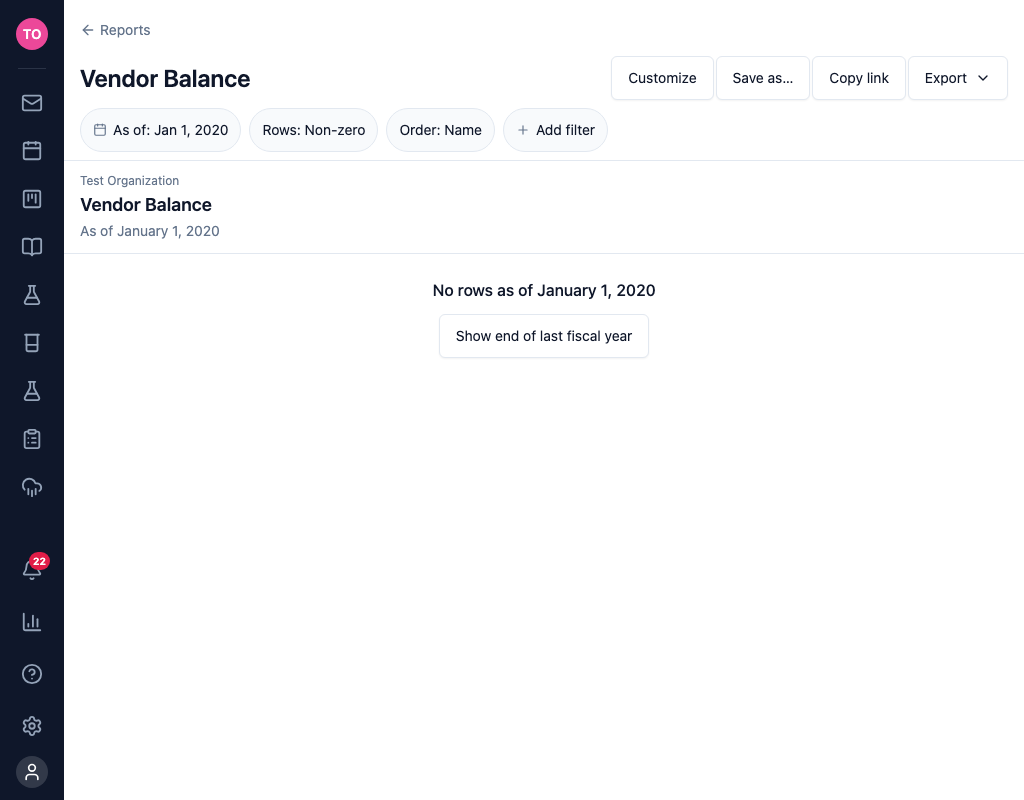 TO
Reports
Vendor Balance
Customize
Save as...
Copy link
Export
As of: Jan 1, 2020
Rows: Non-zero
Order: Name
Add filter
Test Organization
Vendor Balance
As of January 1, 2020
No rows as of January 1, 2020
Show end of last fiscal year
22